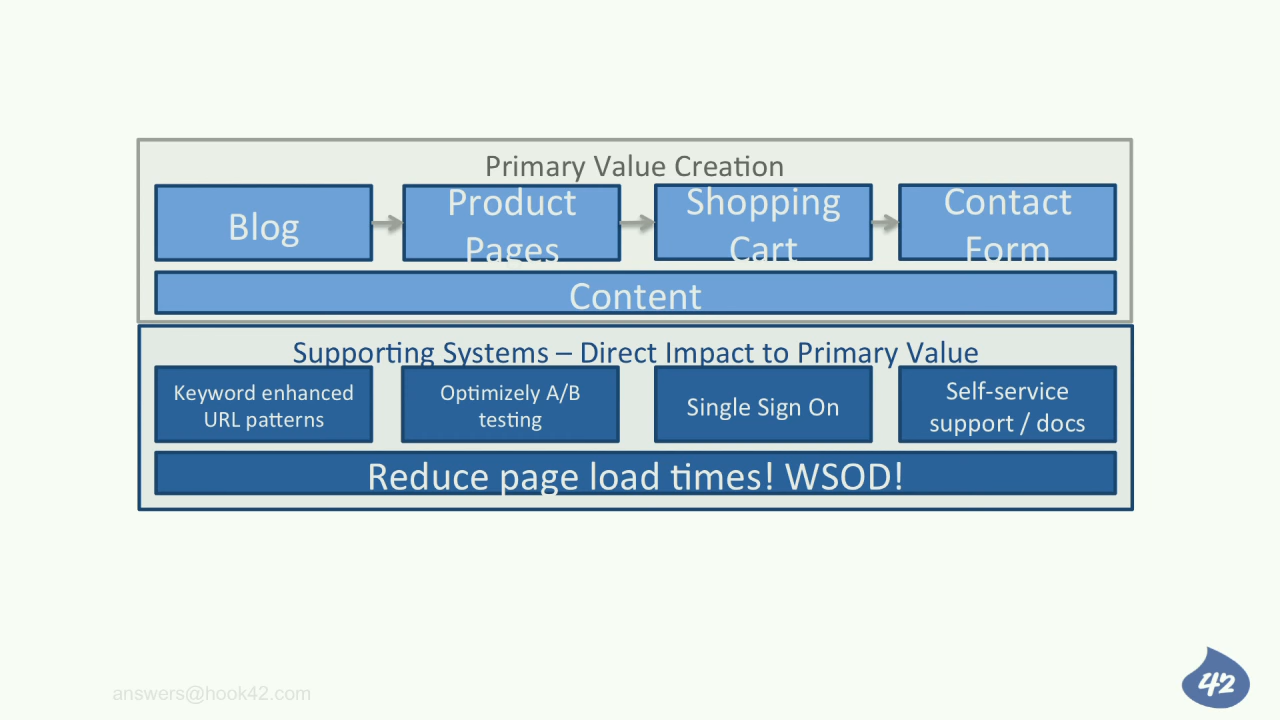 Primary Value Creation
Blog
Product
Pages
Shopping
Cart
Contact
Form
Content
Supporting Systems – Direct Impact to Primary Value
Keyword enhanced
URL patterns
Optimizely A/B
testing
Single Sign On
Self-service
support / docs
Reduce page load times! WSOD!
answers@hook42.com
42